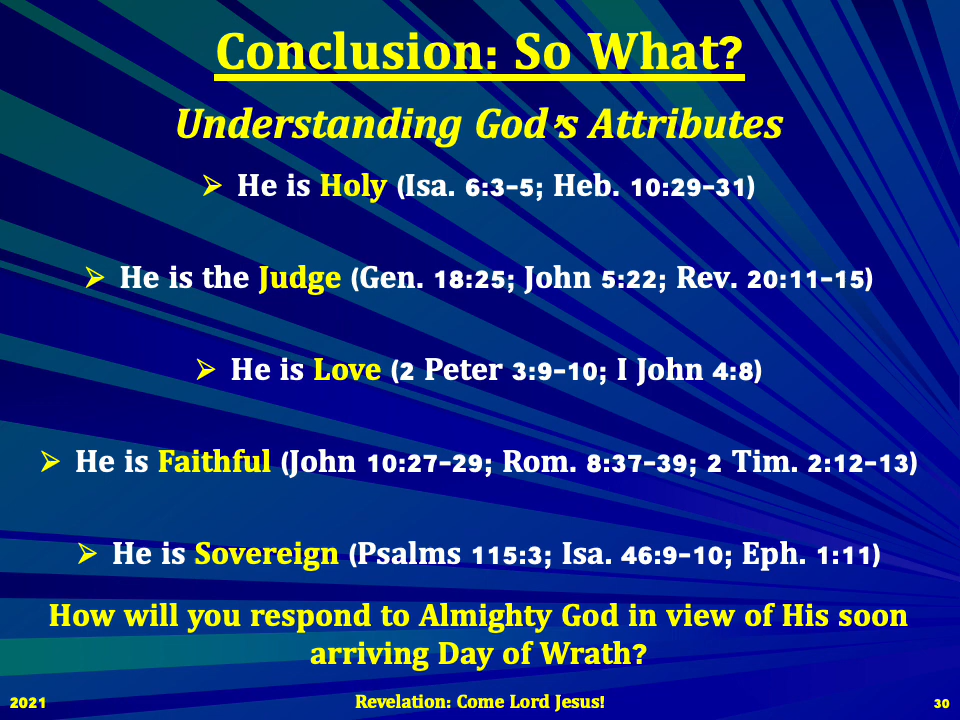 Conclusion: So What?
Understanding God's Attributes
➢ He is Holy (Isa. 6:3-5; Heb. 10:29-31)
➢ He is the Judge (Gen. 18:25; John 5:22; Rev. 20:11-15)
➢ He is Love (2 Peter 3:9-10; I John 4:8)
➢ He is Faithful (John 10:27-29; Rom. 8:37-39; 2 Tim. 2:12-13)
➢ He is Sovereign (Psalms 115:3; Isa. 46:9-10; Eph. 1:11)
How will you respond to Almighty God in view of His soon
arriving Day of Wrath?
2021 Revelation: Come Lord Jesus! 30